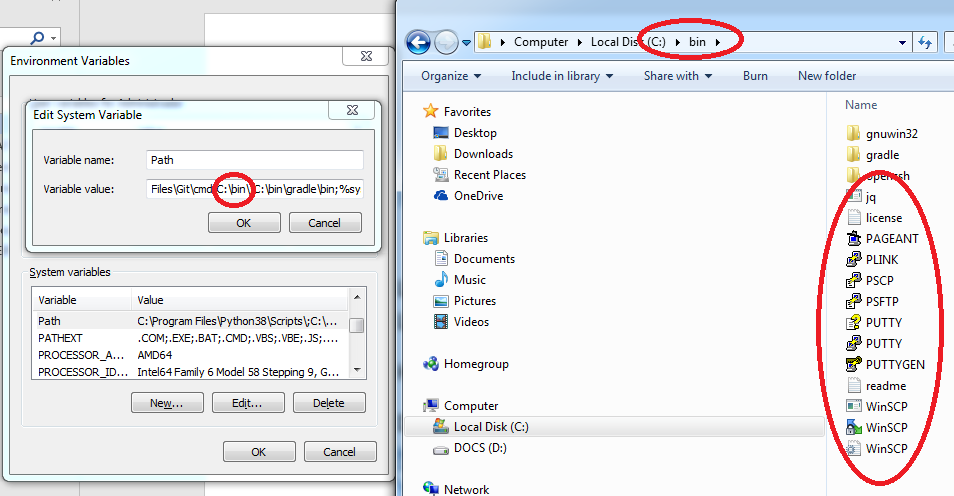 Environment Variables
Edit System Variable
Variable name:
Path
Variable value:
Files\Git\cmd;C:\bin\;C:\bin\gradle\bin;%sy
OK
Cancel
System variables
Variable
Value
Path
C:\Program Files\Python38\Scripts\;C:\...
PATHEXT
.COM;.EXE;.BAT;.CMD;.VBS;.VBE;.JS;....
PROCESSOR_A...
AMD64
PROCESSOR_ID...
Intel64 Family 6 Model 58 Stepping 9, G...
New...
Edit...
Delete
OK
Cancel
Computer
Local Disk (C:)
bin
Organize
Include in library
Share with
Burn
New folder
Favorites
Desktop
Downloads
Recent Places
OneDrive
Libraries
Documents
Music
Pictures
Videos
Homegroup
Computer
Local Disk (C:)
DOCS (D:)
Network
Name
gnuwin32
gradle
openssh
jq
license
PAGEANT
PLINK
PSCP
PSFTP
PUTTY
PUTTY
PUTTYGEN
readme
WinSCP
WinSCP
WinSCP